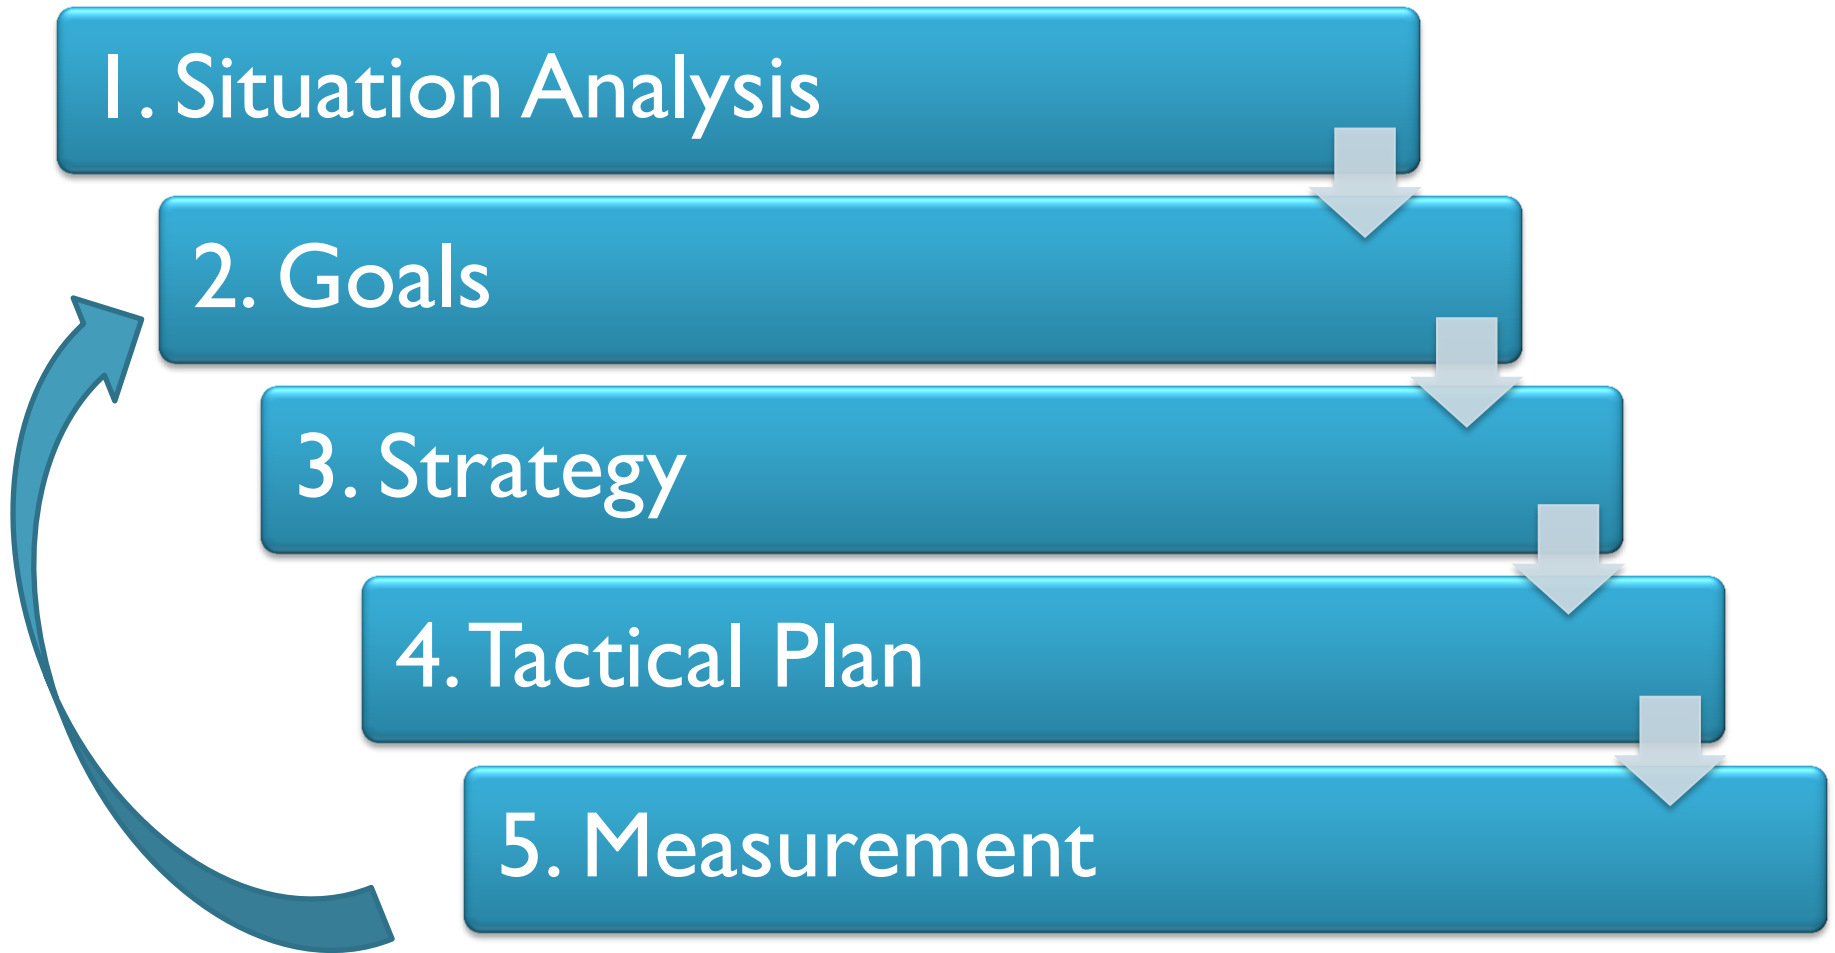 1. Situation Analysis
2. Goals
3. Strategy
4. Tactical Plan
5. Measurement